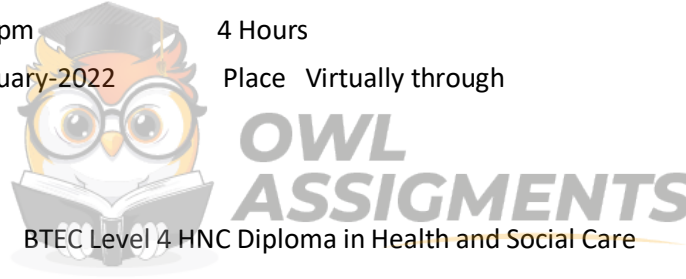 pm 4 Hours
uary-2022 Place Virtually through
OWL
ASSIGMENTS
BTEC Level 4 HNC Diploma in Health and Social Care